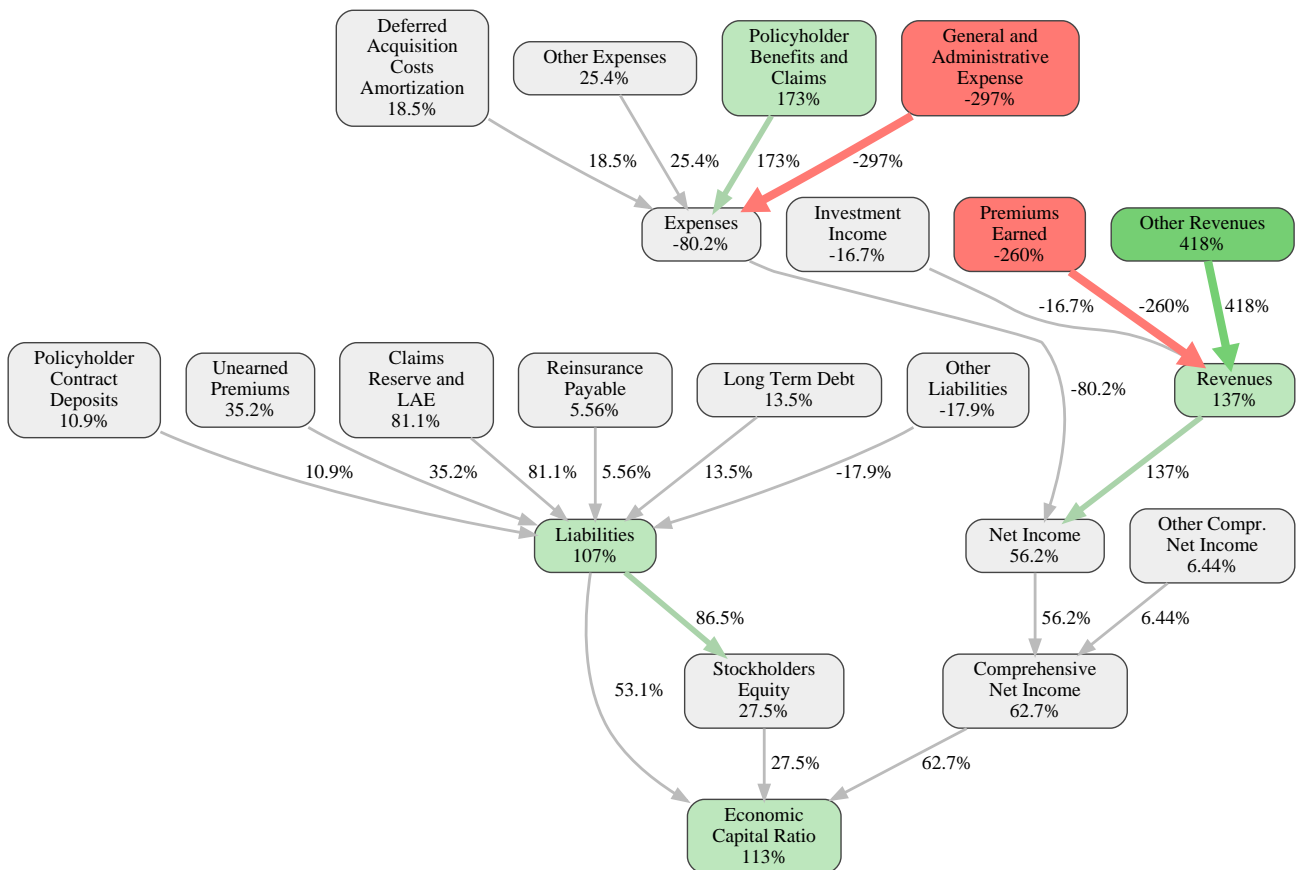 Deferred
Acquisition
Costs
Amortization
18.5%
Other Expenses
25.4%
Policyholder
Benefits and
Claims
173%
General and
Administrative
Expense
-297%
18.5%
25.4%
173%
-297%
Expenses
-80.2%
Investment
Income
-16.7%
Premiums
Earned
-260%
Other Revenues
418%
-16.7%
-260%
418%
Policyholder
Contract
Deposits
10.9%
Unearned
Premiums
35.2%
Claims
Reserve and
LAE
81.1%
Reinsurance
Payable
5.56%
Long Term Debt
13.5%
Other
Liabilities
-17.9%
-80.2%
Revenues
137%
10.9%
35.2%
81.1%
5.56%
13.5%
-17.9%
137%
Liabilities
107%
Net Income
56.2%
Other Compr.
Net Income
6.44%
86.5%
56.2%
6.44%
53.1%
Stockholders
Equity
27.5%
Comprehensive
Net Income
62.7%
27.5%
62.7%
Economic
Capital Ratio
113%